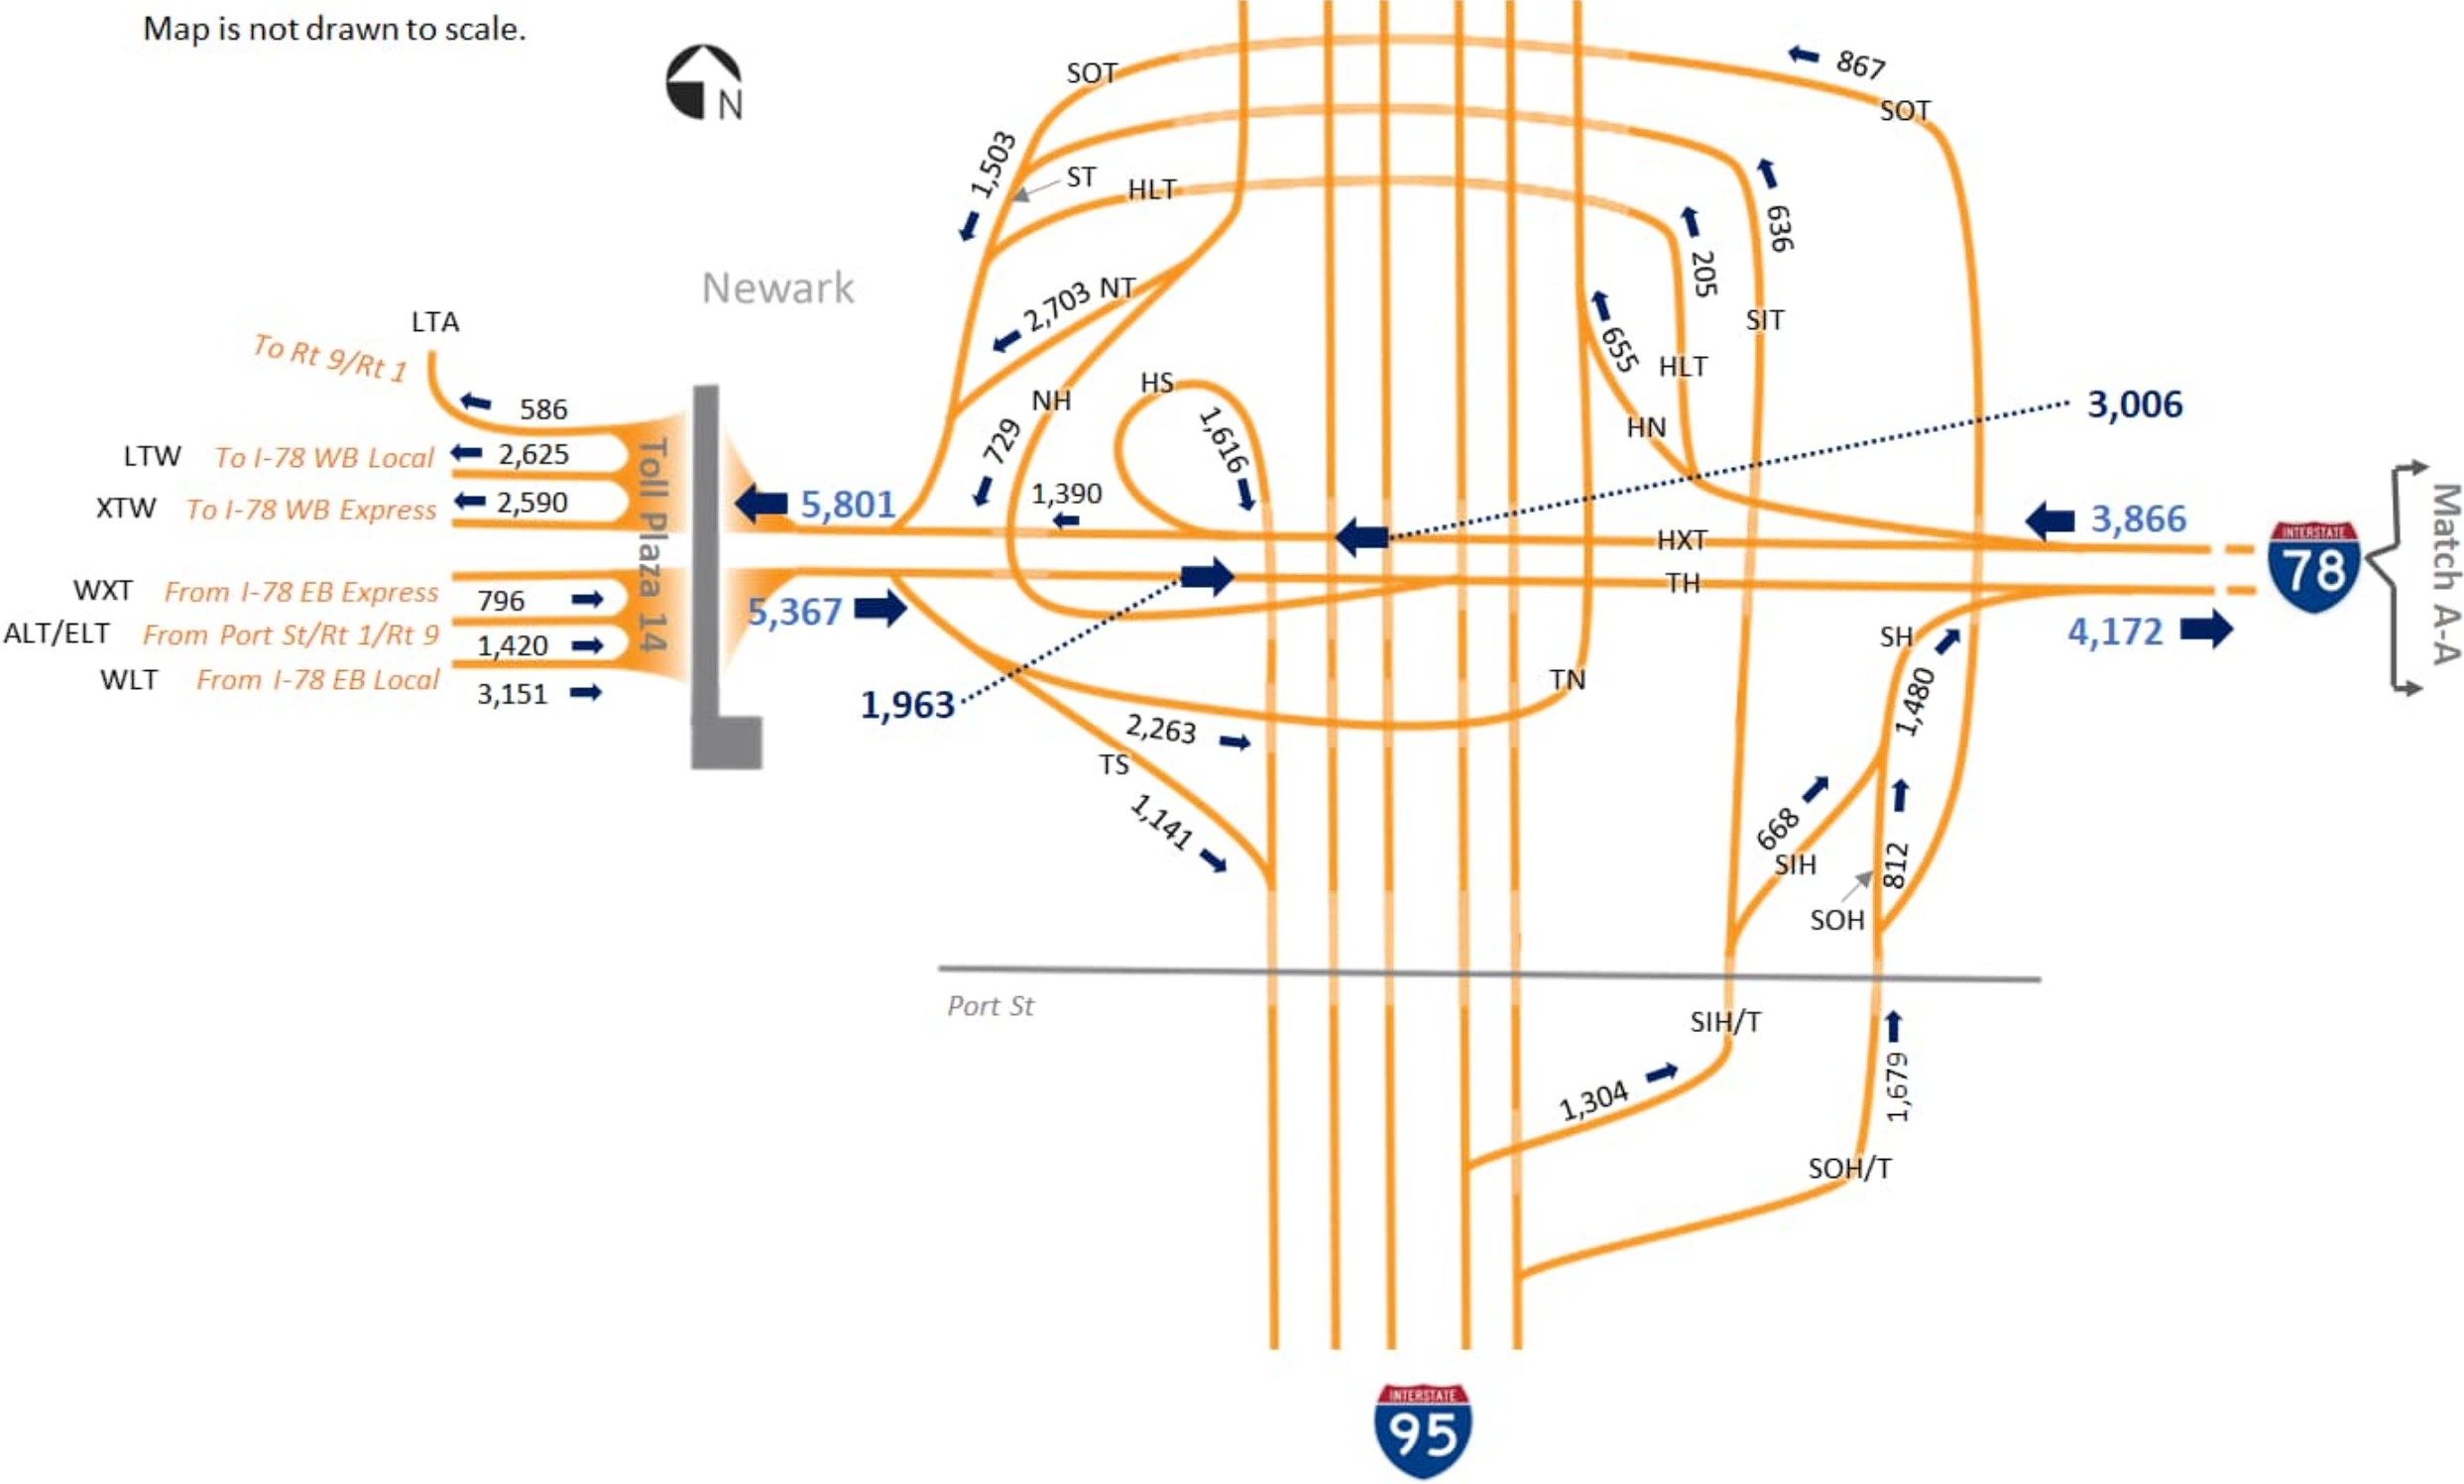 Map is not drawn to scale.
N
SOT
867
SOT
1,503
ST
HLT
636
205
SIT
Newark
2,703
NT
655
HLT
LTA
To Rt 9/Rt 1
HS
NH
3,006
586
1,616
HN
729
LTW To I-78 WB Local 2,625
XTW To I-78 WB Express 2,590
Toll Plaza 14
5,801
1,390
HXT
3,866
INTERSTATE
78
Match A-A
WXT From I-78 EB Express 796
TH
5,367
ALT/ELT From Port St/Rt 1/Rt 9 1,420
SH
4,172
WLT From I-78 EB Local 3,151
TN
1,963
1,480
2,263
TS
1,141
668
SIH
812
SOH
Port St
SIH/T
1,304
1,679
SOH/T
INTERSTATE
95